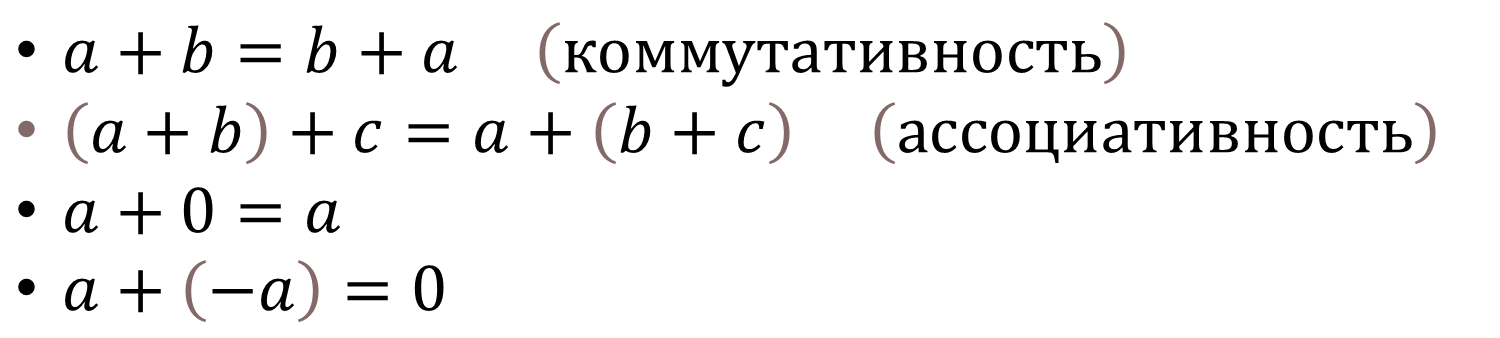 • a + b = b + a (коммутативность)
• (a + b) + c = a + (b + c) (ассоциативность)
• a + 0 = a
• a + (−a) = 0